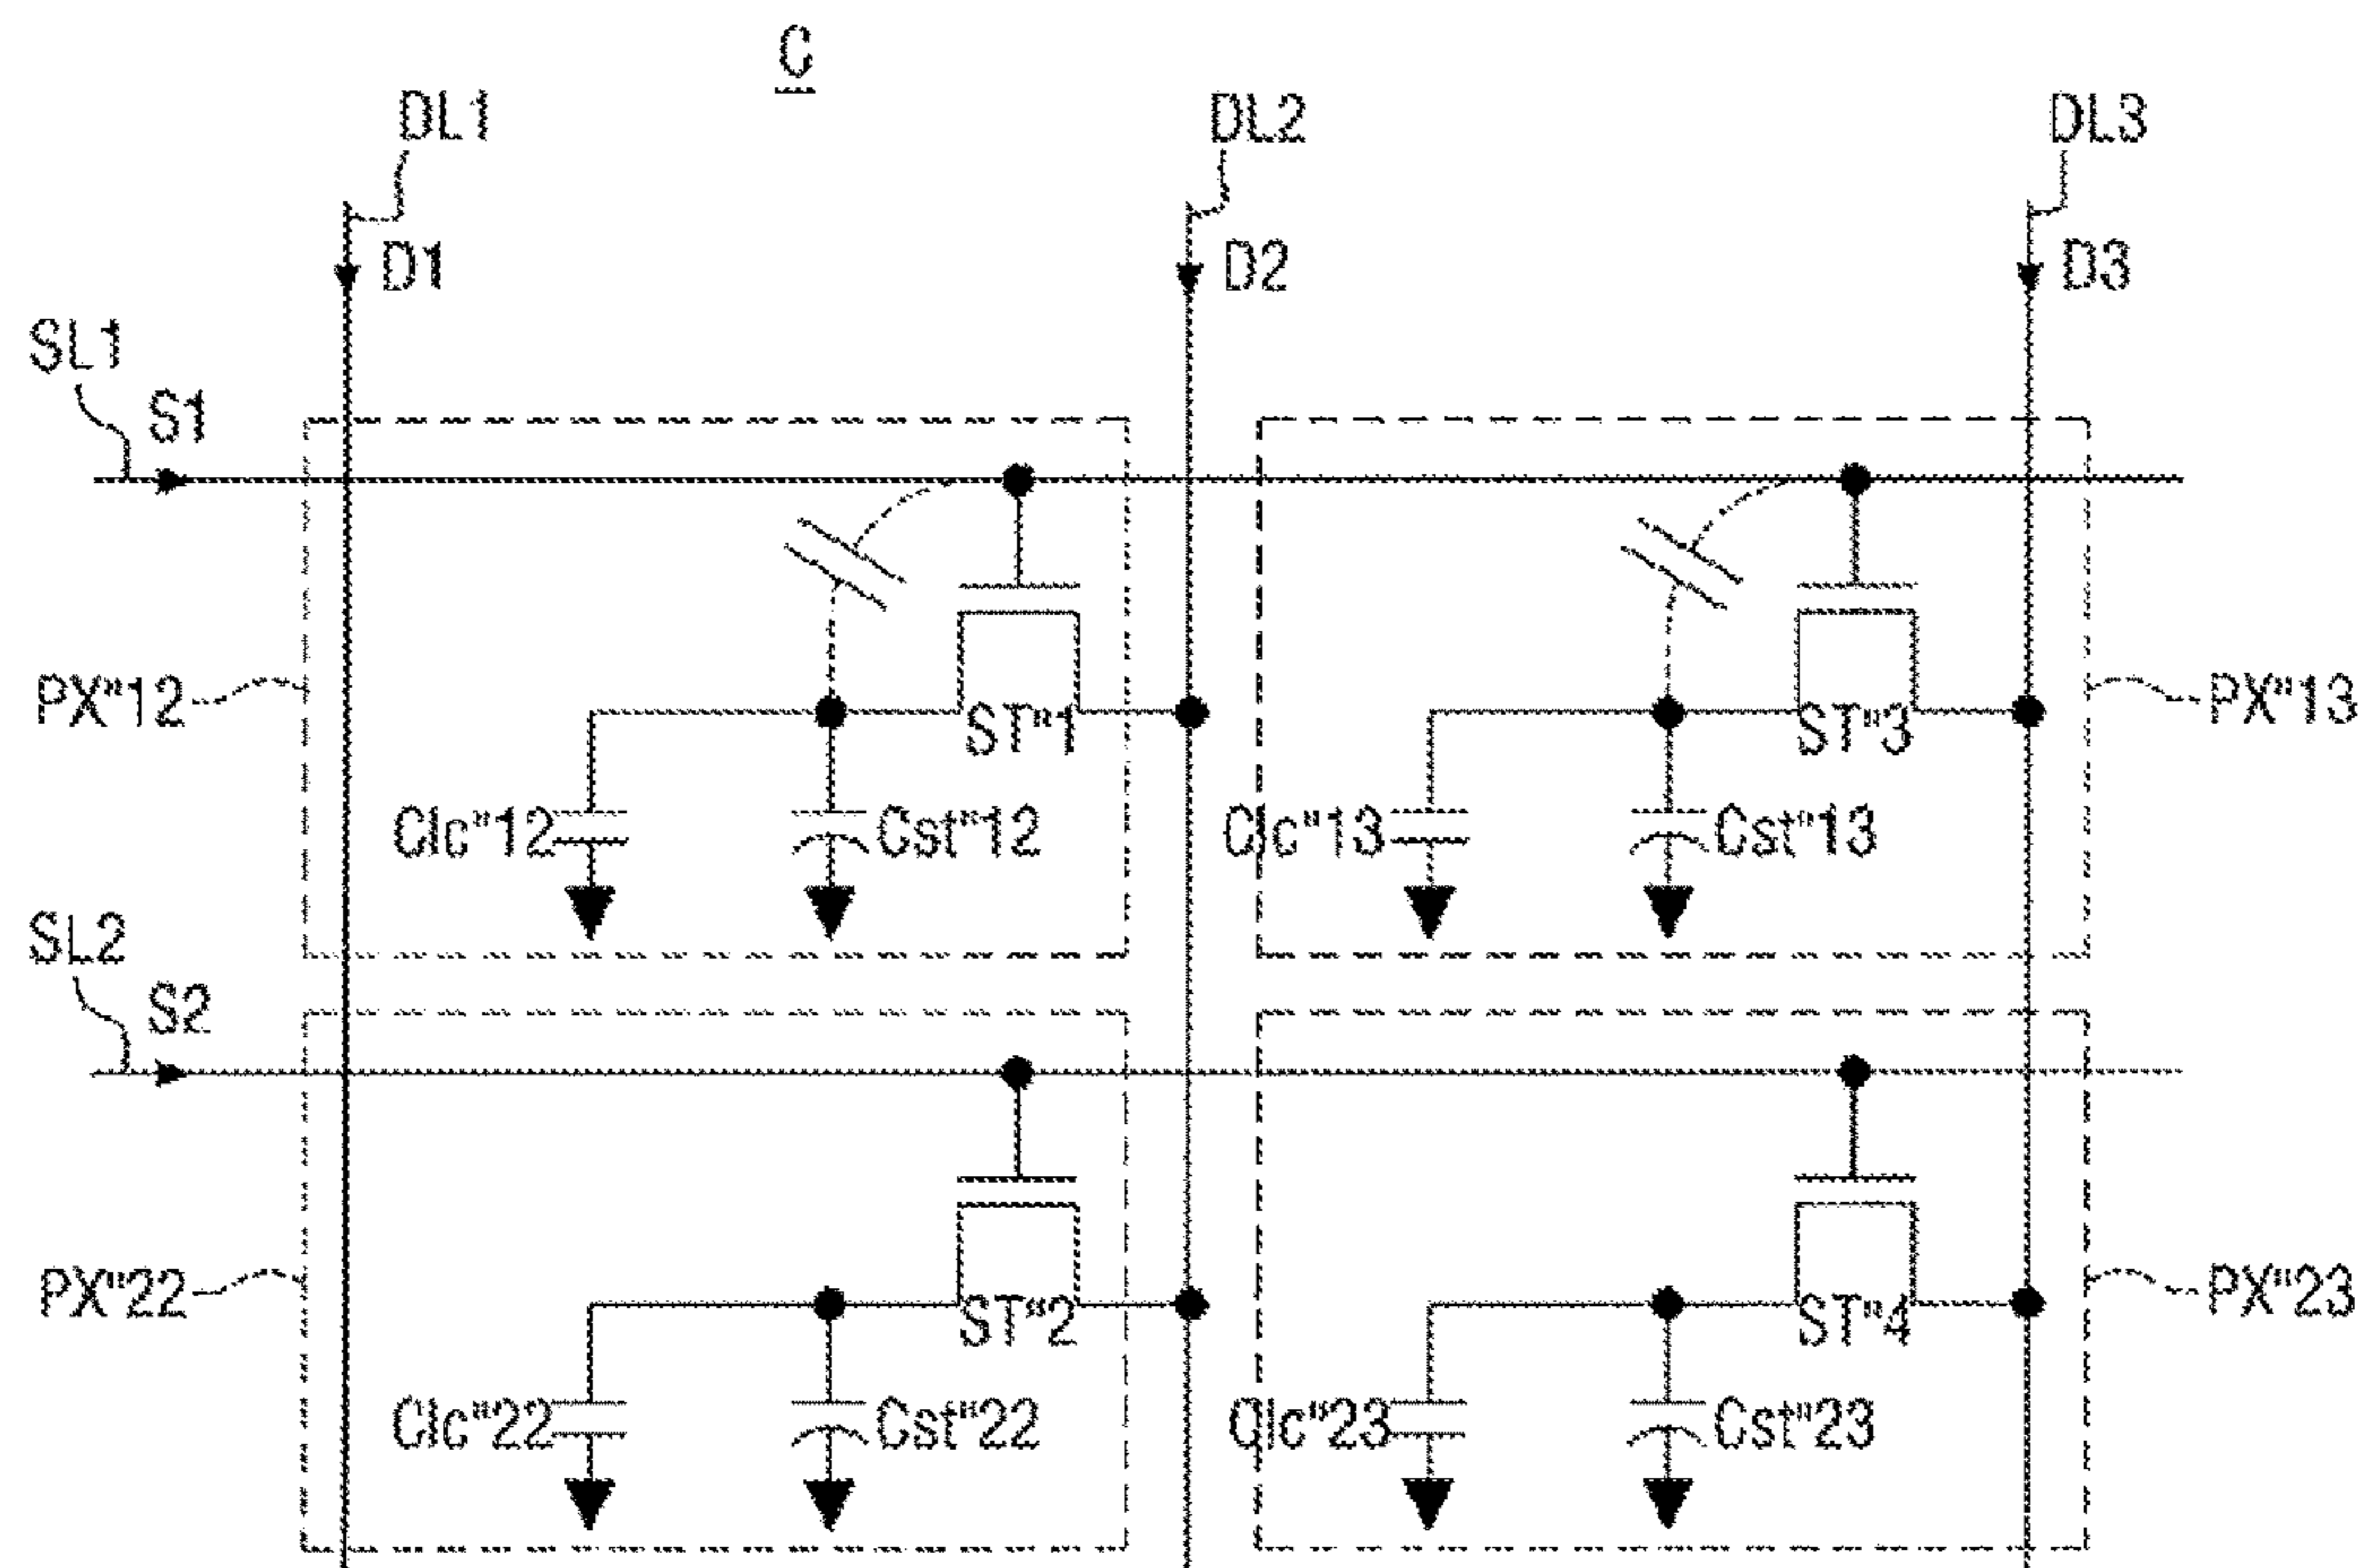 C
DL1
DL2
DL3
D1
D2
D3
SL1
S1
PX"12
ST"1
ST"3
PX"13
Clc"12
Cst"12
Clc"13
Cst"13
SL2
S2
PX"22
ST"2
ST"4
PX"23
Clc"22
Cst"22
Clc"23
Cst"23